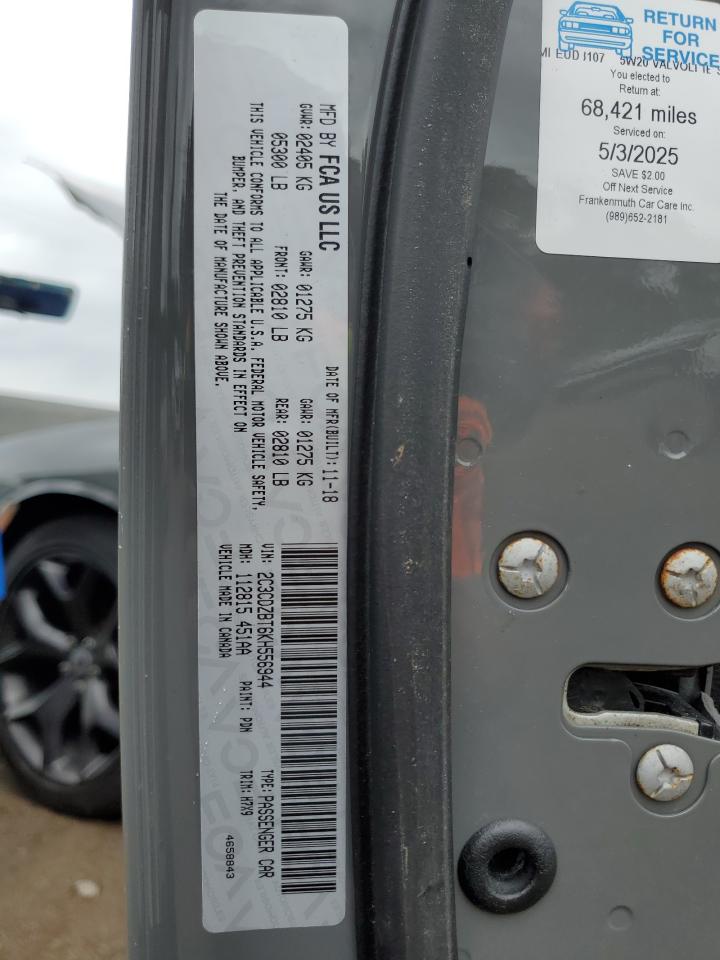 MFD BY FCA US LLC
DATE OF MFR(BUILT): 11-18
GVWR: 02405 KG
GAWR: 01275 KG
GAWR: 01275 KG
05300 LB
FRONT: 02810 LB
REAR: 02810 LB
THIS VEHICLE CONFORMS TO ALL APPLICABLE U.S.A. FEDERAL MOTOR VEHICLE SAFETY,
BUMPER, AND THEFT PREVENTION STANDARDS IN EFFECT ON
THE DATE OF MANUFACTURE SHOWN ABOVE.
VIN: 2C3CDZBT6KH556944
TYPE: PASSENGER CAR
MDH: 112815 451AA
PAINT: PDN
TRIM: H7X9
VEHICLE MADE IN CANADA
4658843
RETURN
FOR
SERVICE
5W20 VALVOLINE
You elected to
Return at:
68,421 miles
Serviced on:
5/3/2025
SAVE $2.00
Off Next Service
Frankenmuth Car Care Inc.
(989)652-2181